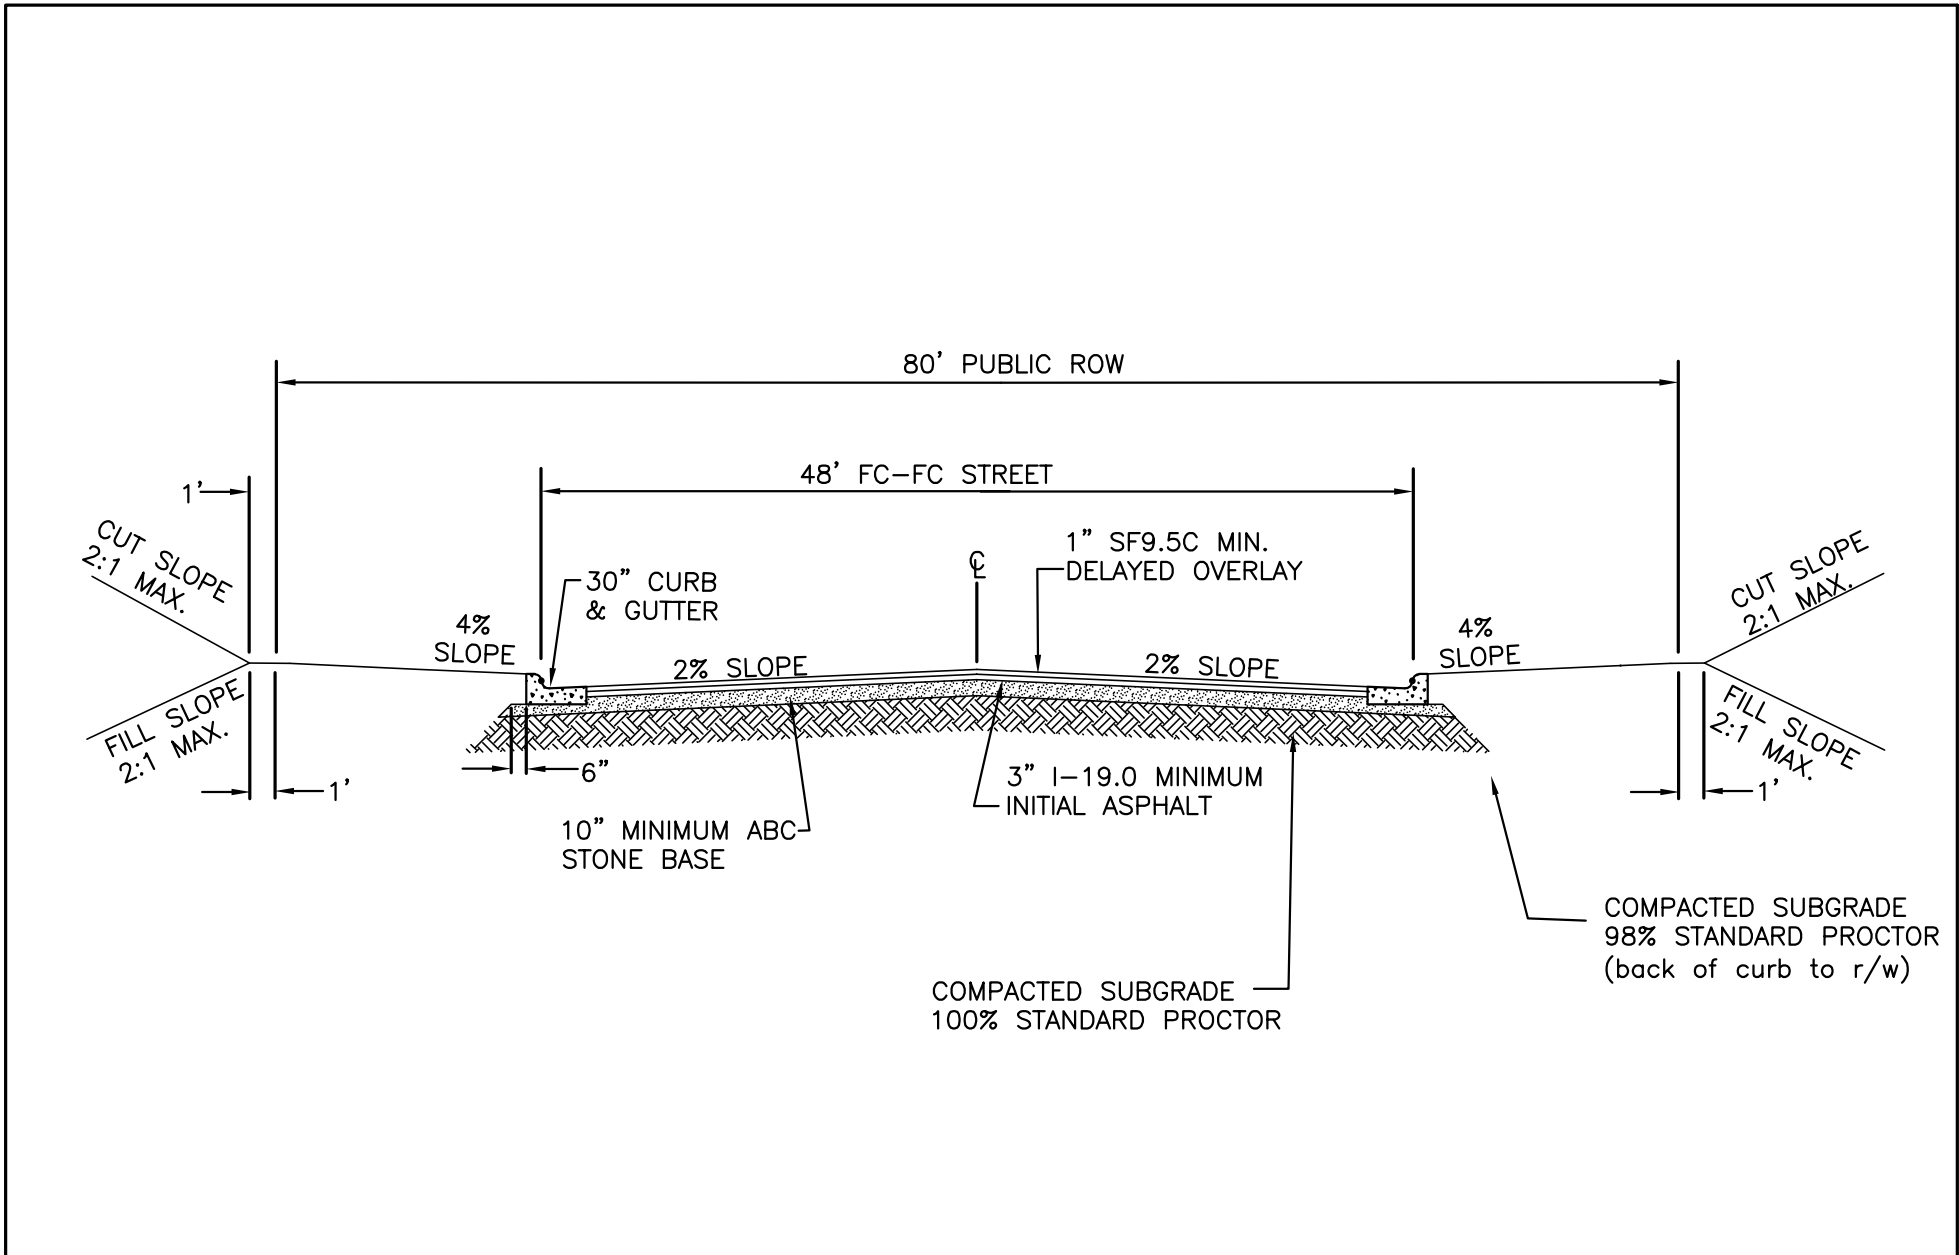 80' PUBLIC ROW
48' FC-FC STREET
1'
CUT SLOPE
2:1 MAX.
30" CURB
& GUTTER
℄
1" SF9.5C MIN.
DELAYED OVERLAY
CUT SLOPE
2:1 MAX.
4%
SLOPE
2% SLOPE
2% SLOPE
4%
SLOPE
FILL SLOPE
2:1 MAX.
FILL SLOPE
2:1 MAX.
1'
6"
3" I-19.0 MINIMUM
INITIAL ASPHALT
1'
10" MINIMUM ABC
STONE BASE
COMPACTED SUBGRADE
98% STANDARD PROCTOR
(back of curb to r/w)
COMPACTED SUBGRADE
100% STANDARD PROCTOR